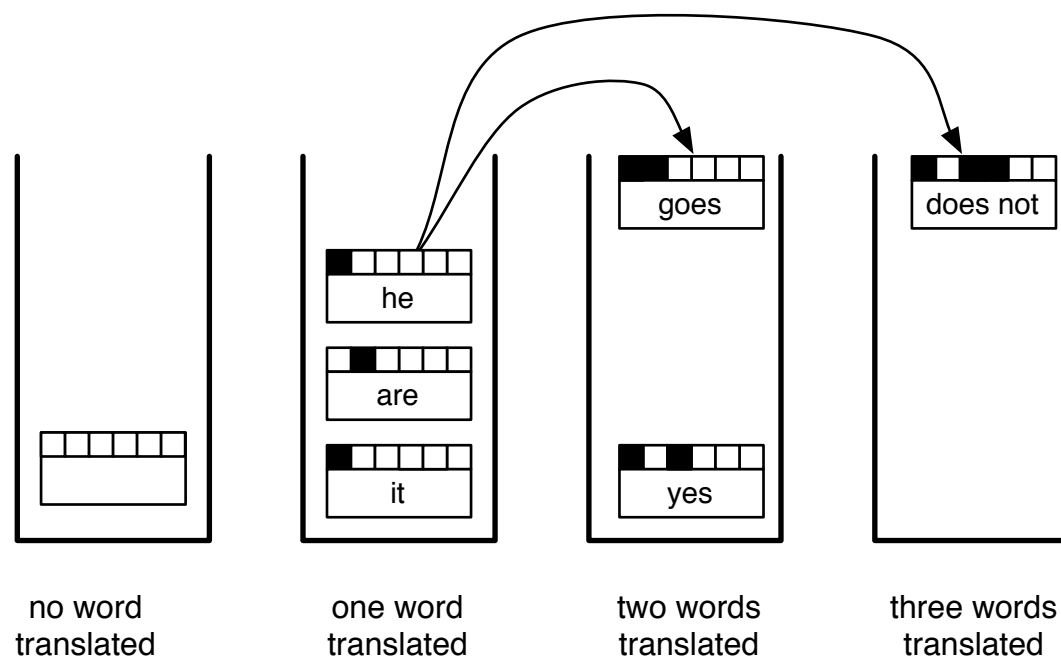 goes
does not
he
are
it
yes
no word
translated
one word
translated
two words
translated
three words
translated